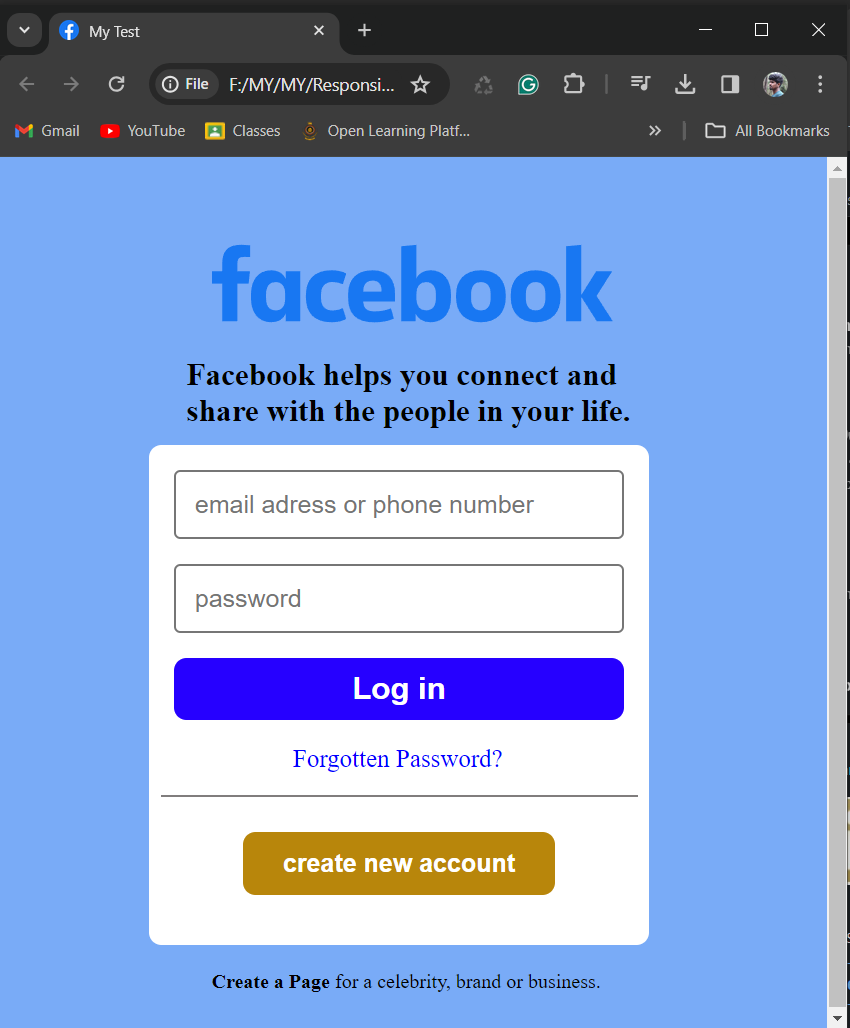 My Test
File F:/MY/MY/Responsi...
Gmail YouTube Classes Open Learning Platf... All Bookmarks
facebook
Facebook helps you connect and
share with the people in your life.
email adress or phone number
password
Log in
Forgotten Password?
create new account
Create a Page for a celebrity, brand or business.